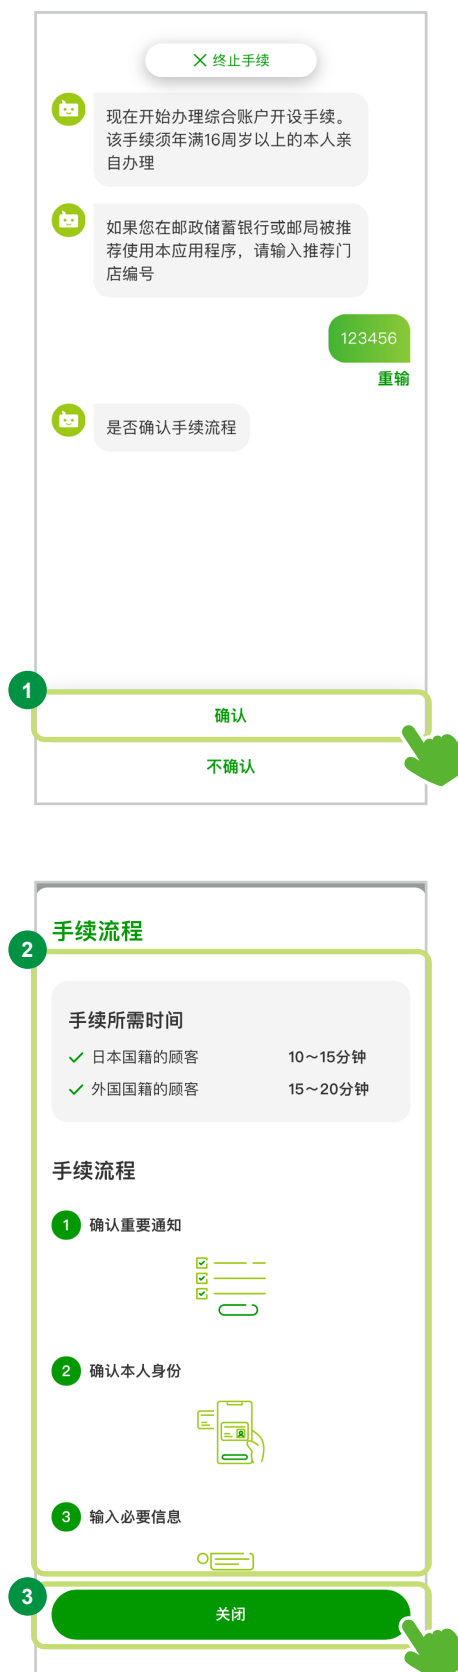 ✕ 终止手续
现在开始办理综合账户开设手续。
该手续须年满16周岁以上的本人亲
自办理
如果您在邮政储蓄银行或邮局被推
荐使用本应用程序，请输入推荐门
店编号
123456
重输
是否确认手续流程
1
确认
不确认
手续流程
2
手续所需时间
日本国籍的顾客 10～15分钟
外国国籍的顾客 15～20分钟
手续流程
1 确认重要通知
2 确认本人身份
3 输入必要信息
3
关闭